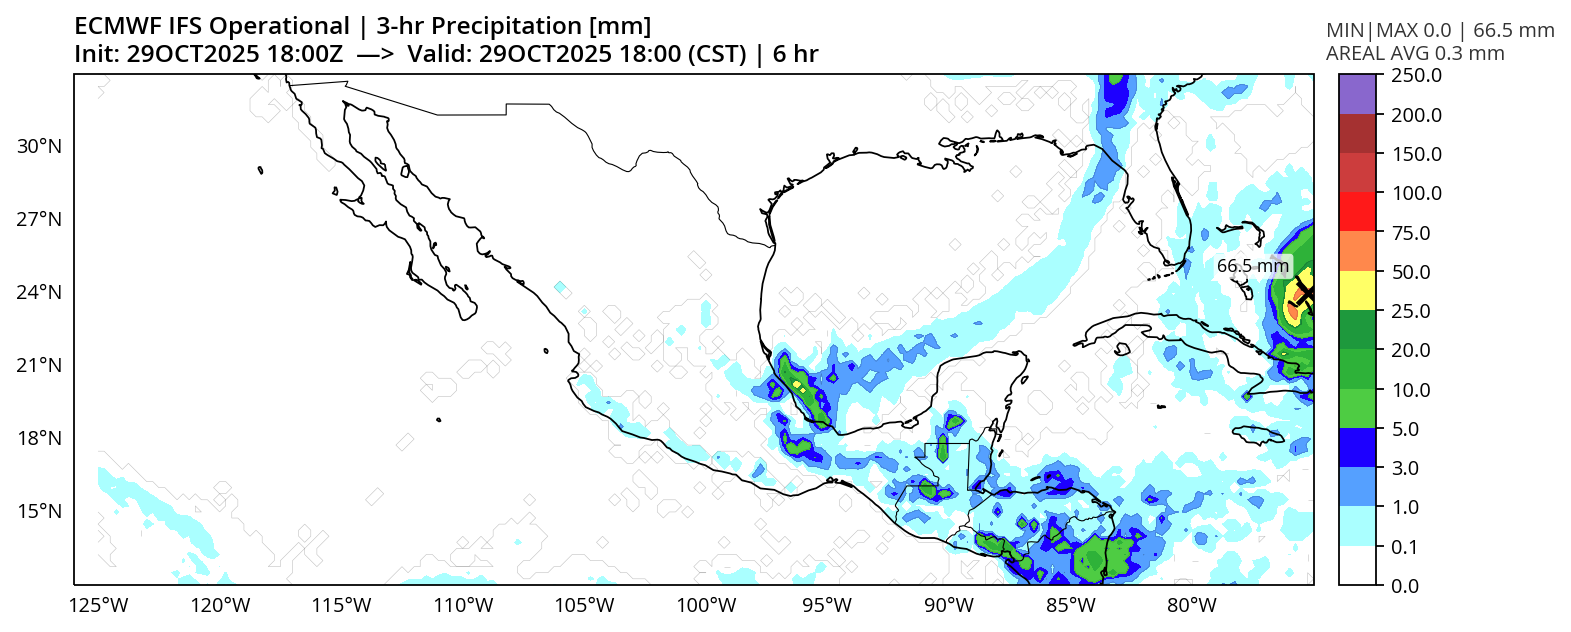 ECMWF IFS Operational | 3-hr Precipitation [mm]
Init: 29OCT2025 18:00Z —> Valid: 29OCT2025 18:00 (CST) | 6 hr
MIN|MAX 0.0 | 66.5 mm
AREAL AVG 0.3 mm
30°N
27°N
24°N
21°N
18°N
15°N
66.5 mm
125°W
120°W
115°W
110°W
105°W
100°W
95°W
90°W
85°W
80°W
250.0
200.0
150.0
100.0
75.0
50.0
25.0
20.0
10.0
5.0
3.0
1.0
0.1
0.0